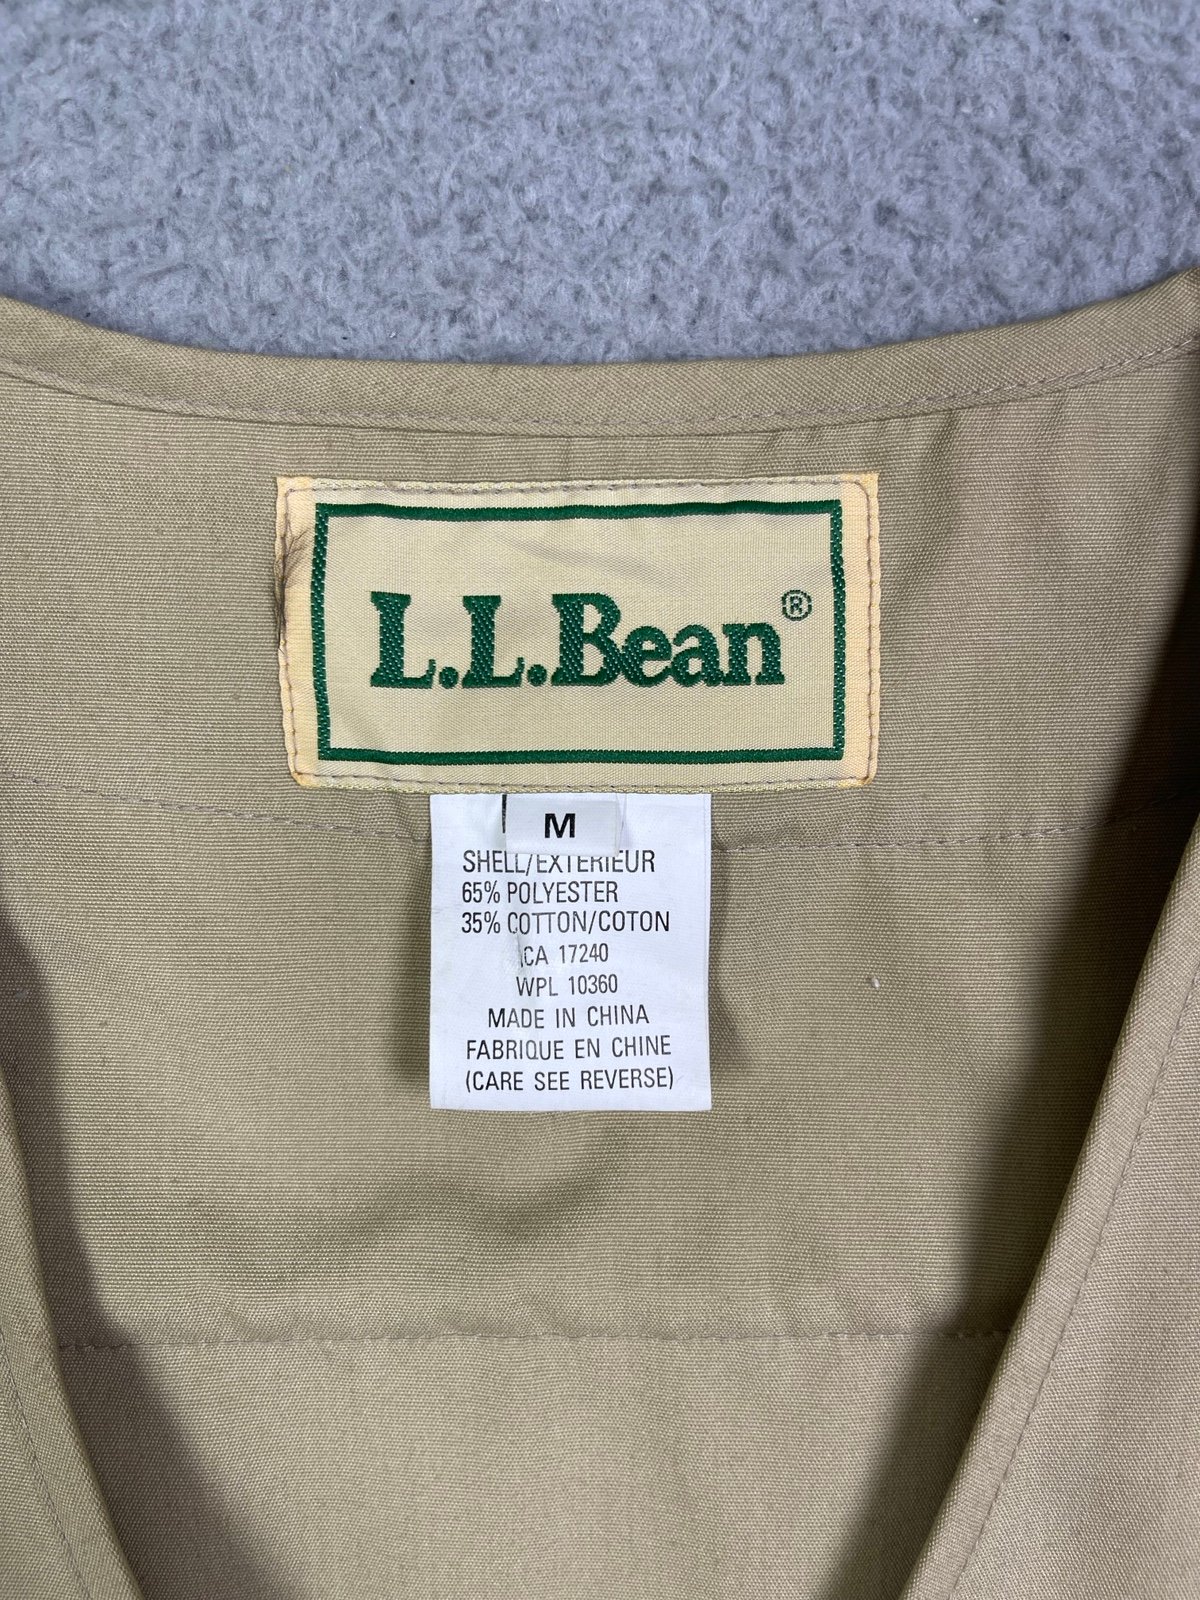 L.L.Bean®
M
SHELL/EXTERIEUR
65% POLYESTER
35% COTTON/COTON
CA 17240
WPL 10360
MADE IN CHINA
FABRIQUE EN CHINE
(CARE SEE REVERSE)